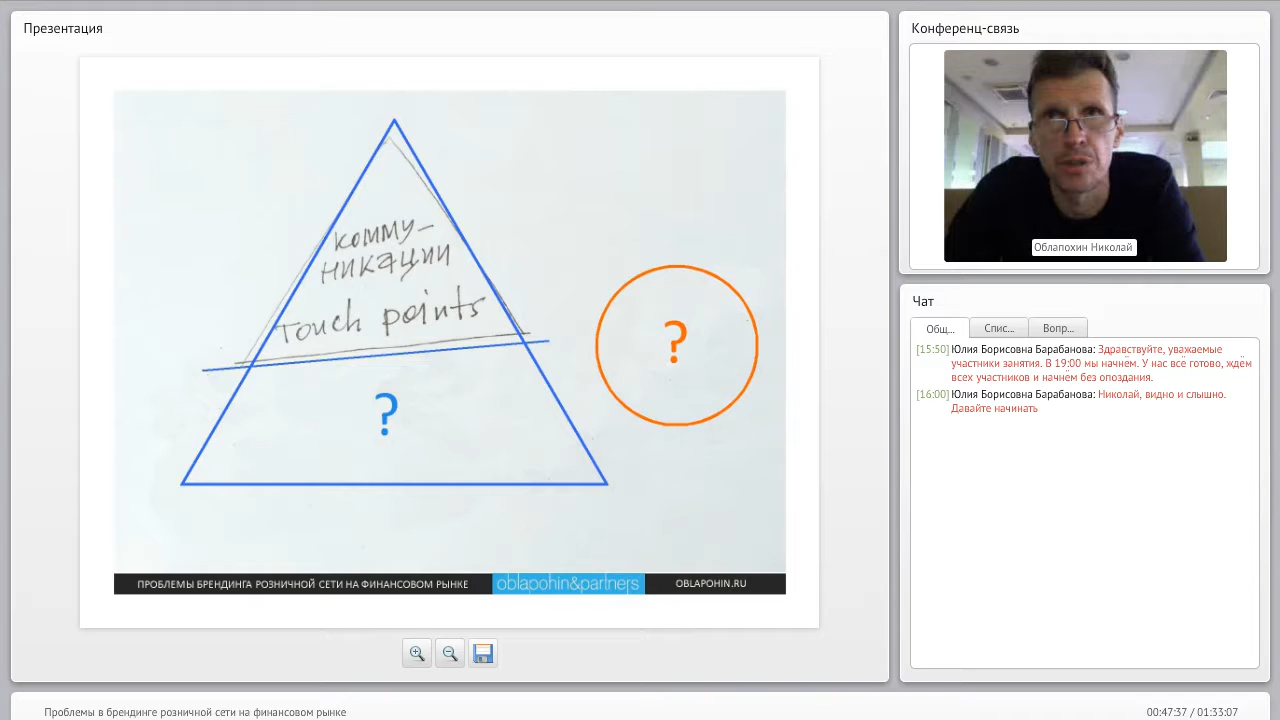 Презентация
комму-
никации
Touch points
?
?
ПРОБЛЕМЫ БРЕНДИНГА РОЗНИЧНОЙ СЕТИ НА ФИНАНСОВОМ РЫНКЕ
oblapohin&partners
OBLAPOHIN.RU
Конференц-связь
Облапохин Николай
Чат
Общ...
Спис...
Вопр...
[15:50] Юлия Борисовна Барабанова: Здравствуйте, уважаемые
участники занятия. В 19:00 мы начнём. У нас всё готово, ждём
всех участников и начнём без опоздания.
[16:00] Юлия Борисовна Барабанова: Николай, видно и слышно.
Давайте начинать
Проблемы в брендинге розничной сети на финансовом рынке
00:47:37 / 01:33:07